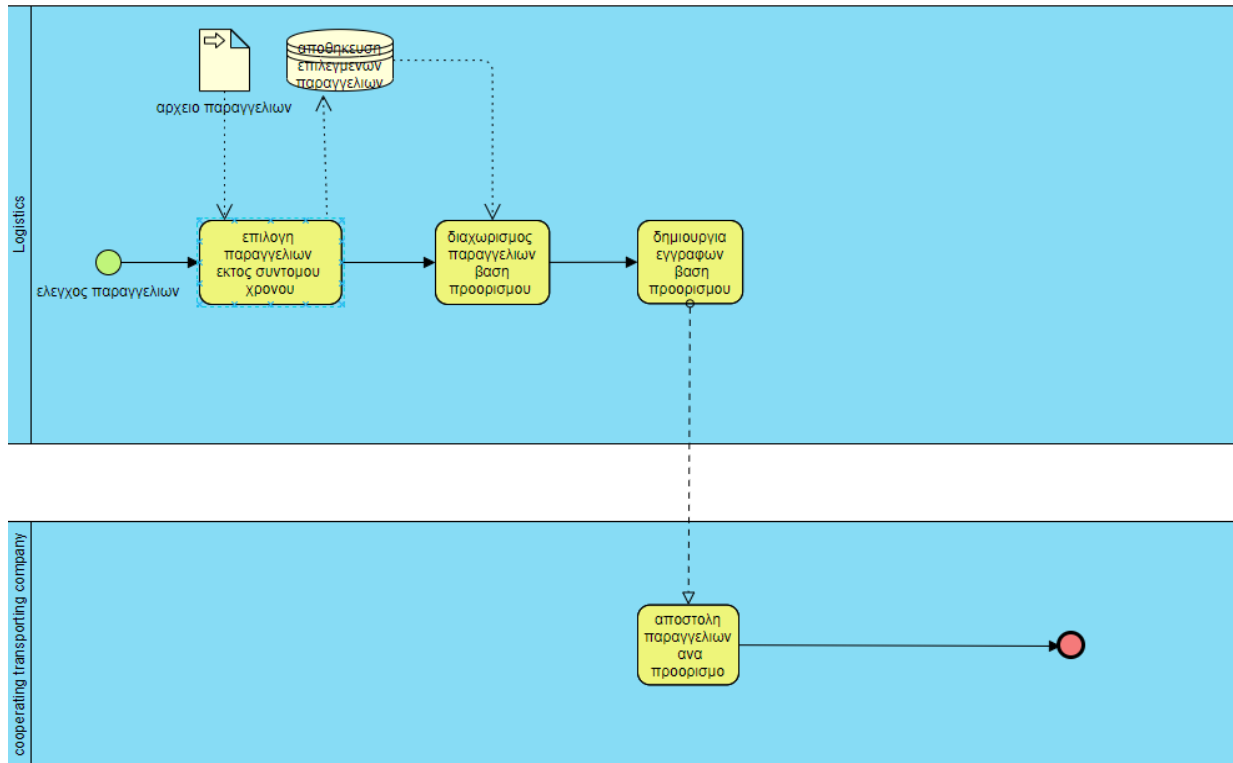 Logistics
αρχειο παραγγελιων
αποθηκευση
επιλεγμενων
παραγγελιων
ελεγχος παραγγελιων
επιλογη
παραγγελιων
εκτος συντομου
χρονου
διαχωρισμος
παραγγελιων
βαση
προορισμου
δημιουργια
εγγραφων
βαση
προορισμου
cooperating transporting company
αποστολη
παραγγελιων
ανα
προορισμο